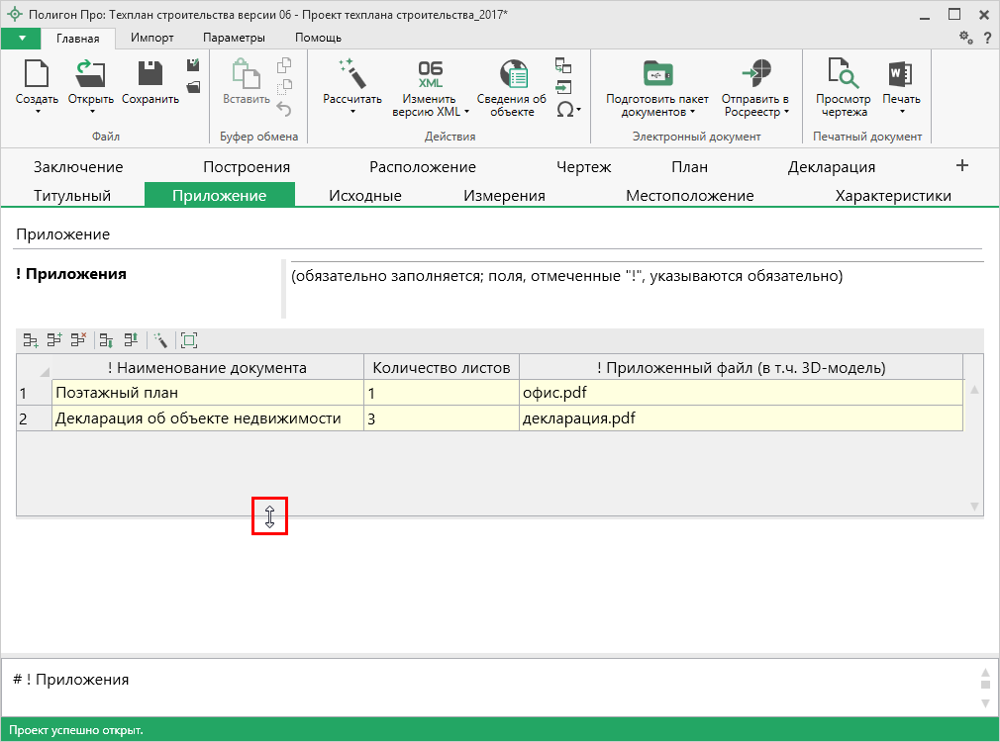 Полигон Про: Техплан строительства версии 06 - Проект техплана строительства_2017*
Главная Импорт Параметры Помощь ?
Создать Открыть Сохранить
Файл
Вставить
Буфер обмена
Рассчитать
06 XML
Изменить
версию XML
Сведения об
объекте
Ω
Действия
Подготовить пакет
документов
Отправить в
Росреестр
Электронный документ
Просмотр
чертежа
W
Печать
Печатный документ
Заключение Построения Расположение Чертеж План Декларация +
Титульный Приложение Исходные Измерения Местоположение Характеристики
Приложение
! Приложения (обязательно заполняется; поля, отмеченные "!", указываются обязательно)
! Наименование документа Количество листов ! Приложенный файл (в т.ч. 3D-модель)
1 Поэтажный план 1 офис.pdf
2 Декларация об объекте недвижимости 3 декларация.pdf
# ! Приложения
Проект успешно открыт.